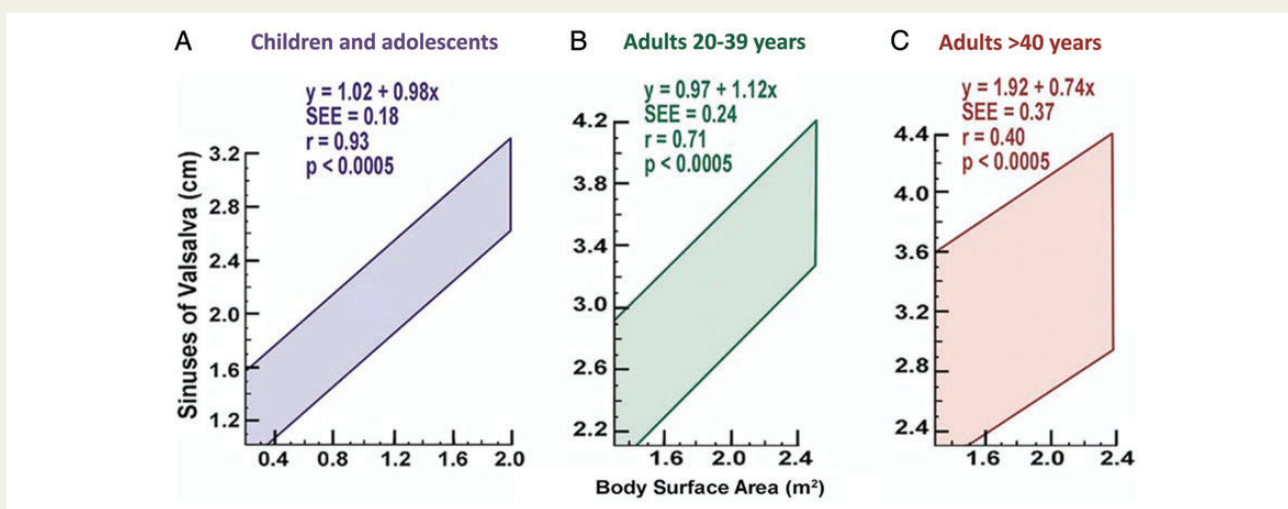 A Children and adolescents
y = 1.02 + 0.98x
SEE = 0.18
r = 0.93
p < 0.0005
Sinuses of Valsalva (cm)
3.2
2.8
2.4
2.0
1.6
1.2
0.4 0.8 1.2 1.6 2.0
B Adults 20-39 years
y = 0.97 + 1.12x
SEE = 0.24
r = 0.71
p < 0.0005
4.2
3.8
3.4
3.0
2.6
2.2
1.6 2.0 2.4
Body Surface Area (m²)
C Adults >40 years
y = 1.92 + 0.74x
SEE = 0.37
r = 0.40
p < 0.0005
4.4
4.0
3.6
3.2
2.8
2.4
1.6 2.0 2.4